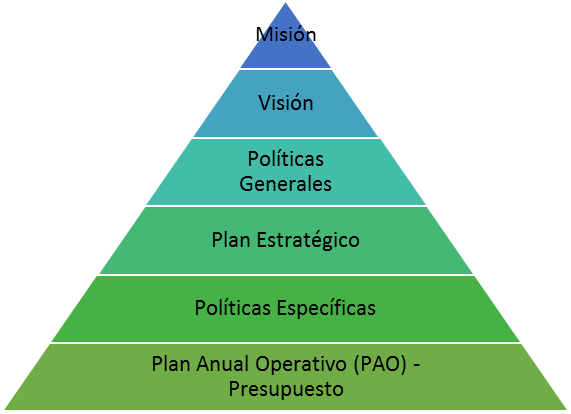 Misión
Visión
Políticas
Generales
Plan Estratégico
Políticas Específicas
Plan Anual Operativo (PAO) -
Presupuesto